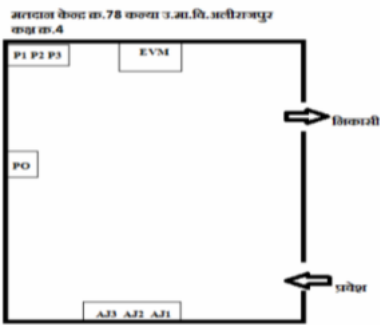 मतदान केन्द्र क्र.78 कन्या उ.मा.वि.अलीराजपुर
कक्ष क्र.4
P1 P2 P3
EVM
निकासी
PO
प्रवेश
AJ3 AJ2 AJ1